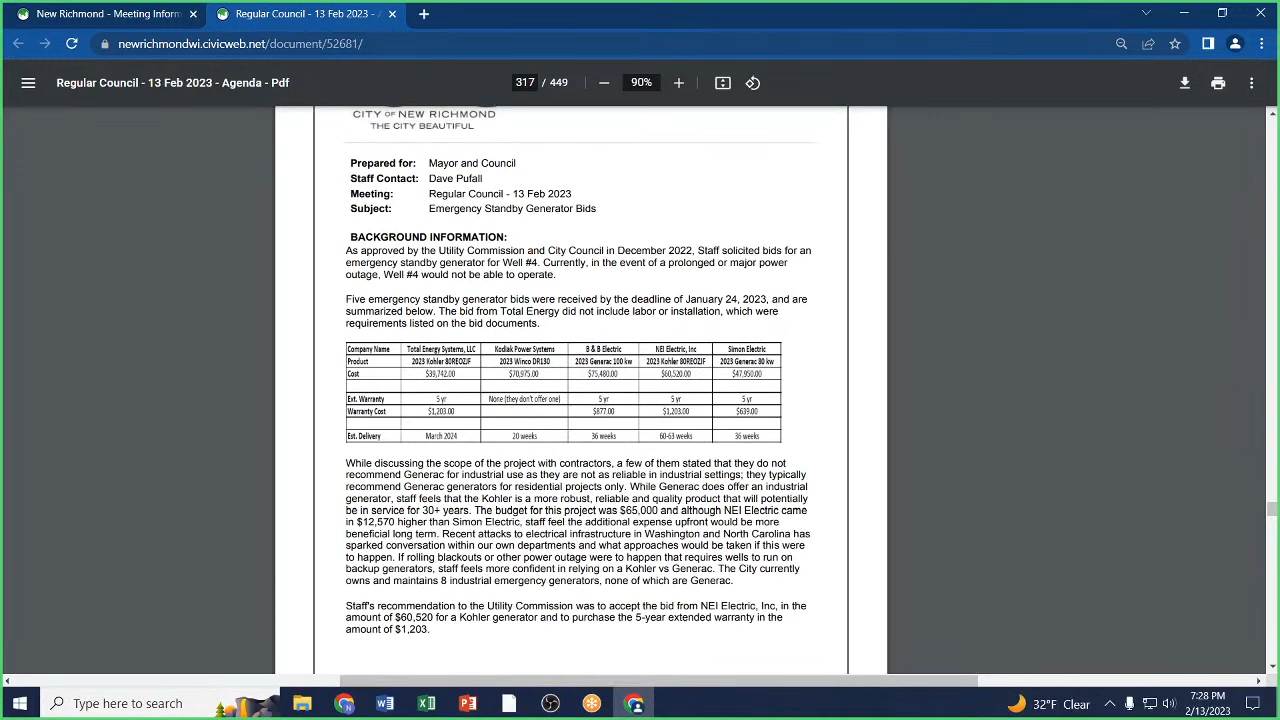 New Richmond - Meeting Inform
Regular Council - 13 Feb 2023 -
newrichmondwi.civicweb.net/document/52681/
Regular Council - 13 Feb 2023 - Agenda - Pdf
317 / 449
90%
CITY OF NEW RICHMOND
THE CITY BEAUTIFUL
Prepared for: Mayor and Council
Staff Contact: Dave Pufall
Meeting: Regular Council - 13 Feb 2023
Subject: Emergency Standby Generator Bids
BACKGROUND INFORMATION:
As approved by the Utility Commission and City Council in December 2022, Staff solicited bids for an
emergency standby generator for Well #4. Currently, in the event of a prolonged or major power
outage, Well #4 would not be able to operate.
Five emergency standby generator bids were received by the deadline of January 24, 2023, and are
summarized below. The bid from Total Energy did not include labor or installation, which were
requirements listed on the bid documents.
Company Name Total Energy Systems, LLC Kodiak Power Systems B & B Electric NEI Electric, Inc Simon Electric
Product 2023 Kohler 80REOZJF 2023 Winco DR130 2023 Generac 100 kw 2023 Kohler 80REOZJF 2023 Generac 80 kw
Cost $39,742.00 $70,975.00 $75,480.00 $60,520.00 $47,950.00
Ext. Warranty 5 yr None (they don't offer one) 5 yr 5 yr 5 yr
Warranty Cost $1,203.00 $877.00 $1,203.00 $639.00
Est. Delivery March 2024 20 weeks 36 weeks 60-63 weeks 36 weeks
While discussing the scope of the project with contractors, a few of them stated that they do not
recommend Generac for industrial use as they are not as reliable in industrial settings; they typically
recommend Generac generators for residential projects only. While Generac does offer an industrial
generator, staff feels that the Kohler is a more robust, reliable and quality product that will potentially
be in service for 30+ years. The budget for this project was $65,000 and although NEI Electric came
in $12,570 higher than Simon Electric, staff feel the additional expense upfront would be more
beneficial long term. Recent attacks to electrical infrastructure in Washington and North Carolina has
sparked conversation within our own departments and what approaches would be taken if this were
to happen. If rolling blackouts or other power outage were to happen that requires wells to run on
backup generators, staff feels more confident in relying on a Kohler vs Generac. The City currently
owns and maintains 8 industrial emergency generators, none of which are Generac.
Staff's recommendation to the Utility Commission was to accept the bid from NEI Electric, Inc, in the
amount of $60,520 for a Kohler generator and to purchase the 5-year extended warranty in the
amount of $1,203.
Type here to search
32°F Clear
7:28 PM
2/13/2023